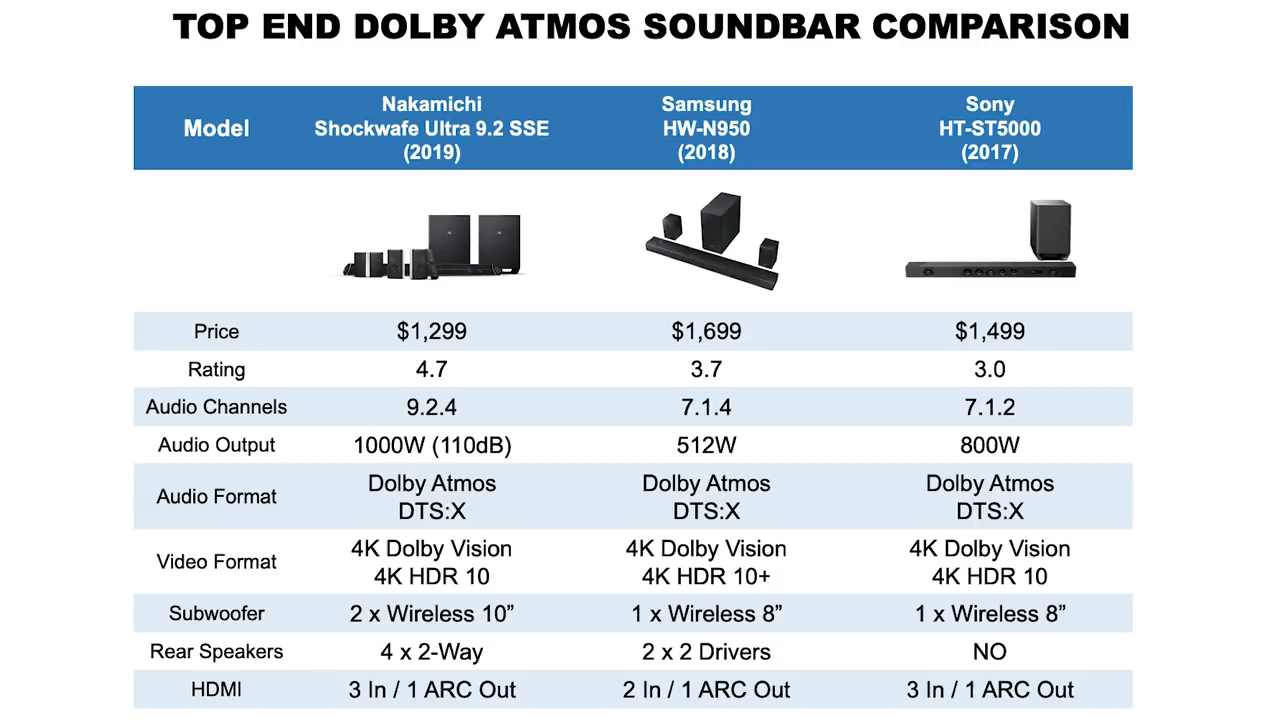 TOP END DOLBY ATMOS SOUNDBAR COMPARISON
Model
Nakamichi
Shockwafe Ultra 9.2 SSE
(2019)
Samsung
HW-N950
(2018)
Sony
HT-ST5000
(2017)
Price $1,299 $1,699 $1,499
Rating 4.7 3.7 3.0
Audio Channels 9.2.4 7.1.4 7.1.2
Audio Output 1000W (110dB) 512W 800W
Audio Format
Dolby Atmos
DTS:X
Dolby Atmos
DTS:X
Dolby Atmos
DTS:X
Video Format
4K Dolby Vision
4K HDR 10
4K Dolby Vision
4K HDR 10+
4K Dolby Vision
4K HDR 10
Subwoofer 2 x Wireless 10” 1 x Wireless 8” 1 x Wireless 8”
Rear Speakers 4 x 2-Way 2 x 2 Drivers NO
HDMI 3 In / 1 ARC Out 2 In / 1 ARC Out 3 In / 1 ARC Out